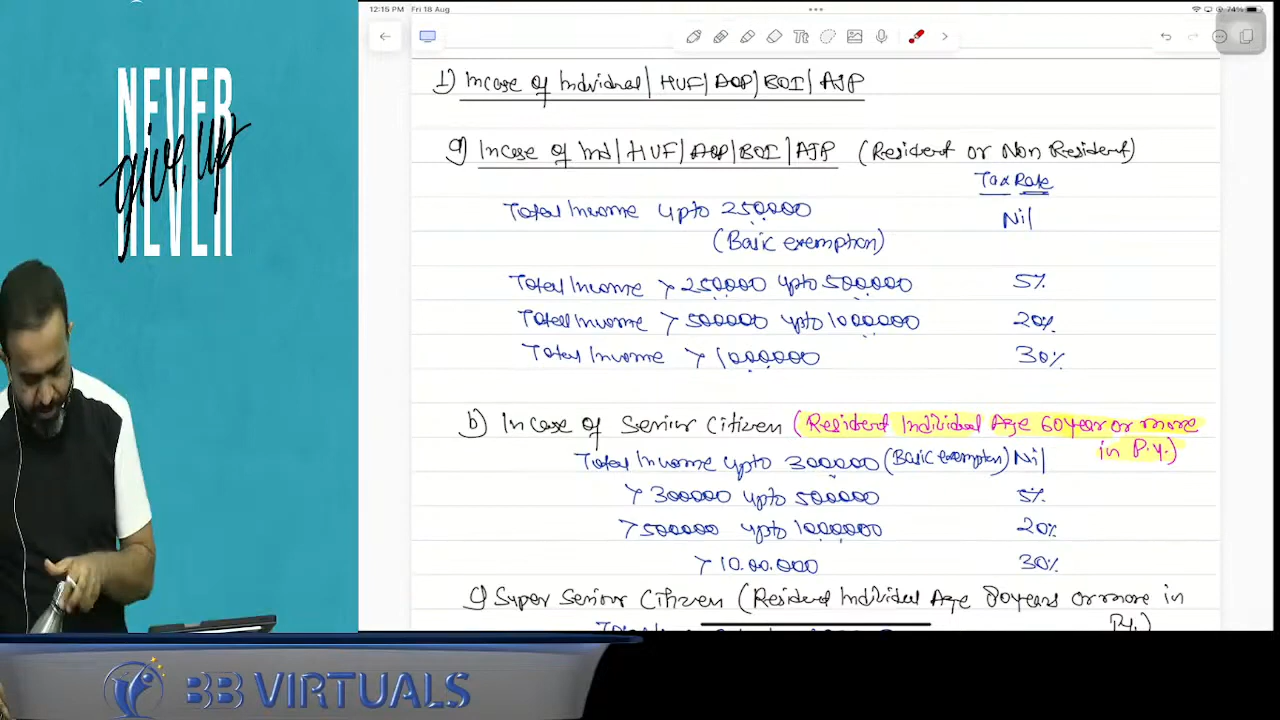 12:15 PM Fri 18 Aug
74%
NEVER
give up
NEVER
1) Incase of Individual | HUF | AOP | BOI | AJP
a) Incase of Ind | HUF | AOP | BOI | AJP (Resident or Non Resident)
Tax Rate
Total Income upto 250000 Nil
(Basic exemption)
Total Income > 250000 upto 500000 5%
Total Income > 500000 upto 1000000 20%
Total Income > 1000000 30%
b) Incase of Senior Citizen (Resident Individual Age 60 year or more
in P.Y.)
Total Income upto 300000 (Basic exemption) Nil
> 300000 upto 500000 5%
> 500000 upto 1000000 20%
> 10.00.000 30%
c) Super Senior Citizen (Resident Individual Age 80 years or more in
P.Y.)
BB VIRTUALS